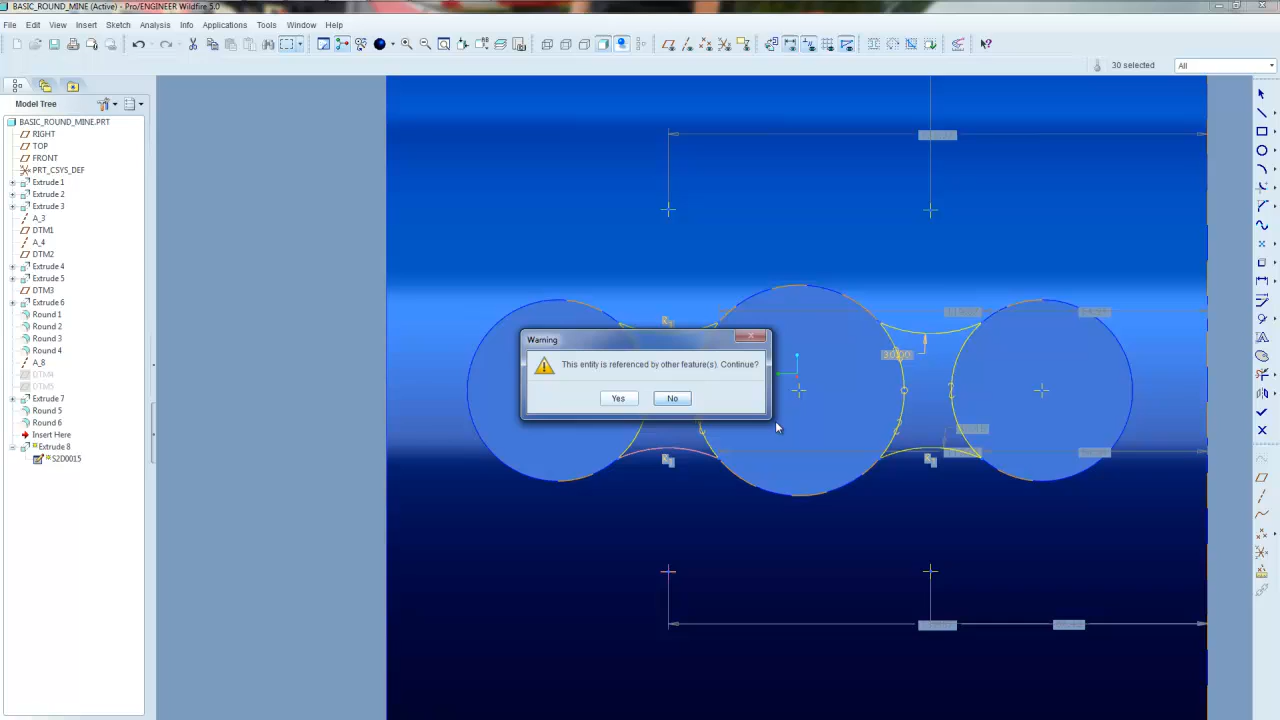 BASIC_ROUND_MINE (Active) - Pro/ENGINEER Wildfire 5.0
File Edit View Insert Sketch Analysis Info Applications Tools Window Help
30 selected
All
Model Tree
BASIC_ROUND_MINE.PRT
RIGHT
TOP
FRONT
PRT_CSYS_DEF
Extrude 1
Extrude 2
Extrude 3
A_3
DTM1
A_4
DTM2
Extrude 4
Extrude 5
DTM3
Extrude 6
Round 1
Round 2
Round 3
Round 4
A_8
DTM4
DTM5
Extrude 7
Round 5
Round 6
Insert Here
Extrude 8
S2D0015
Warning
This entity is referenced by other feature(s). Continue?
Yes No